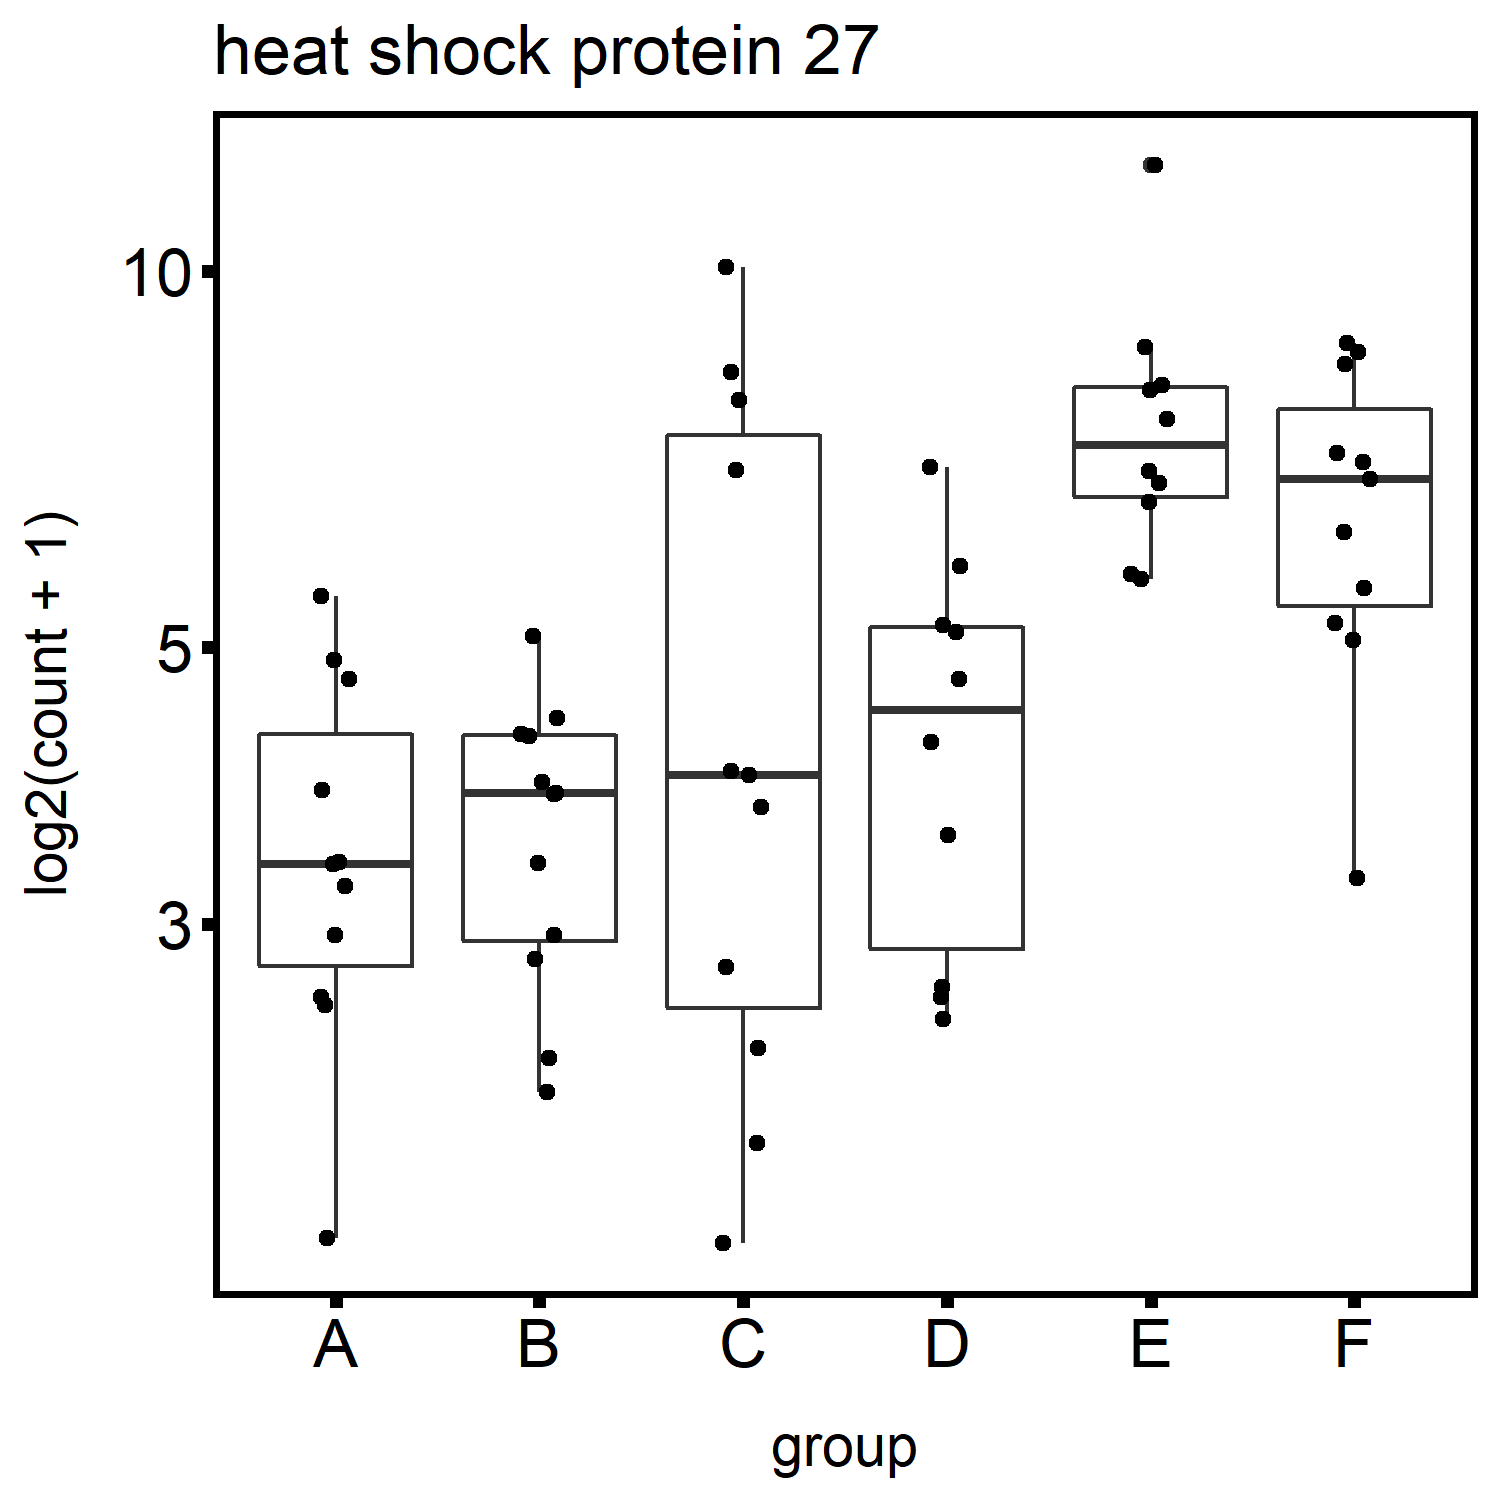 heat shock protein 27
log2(count + 1)
10
5
3
A B C D E F
group